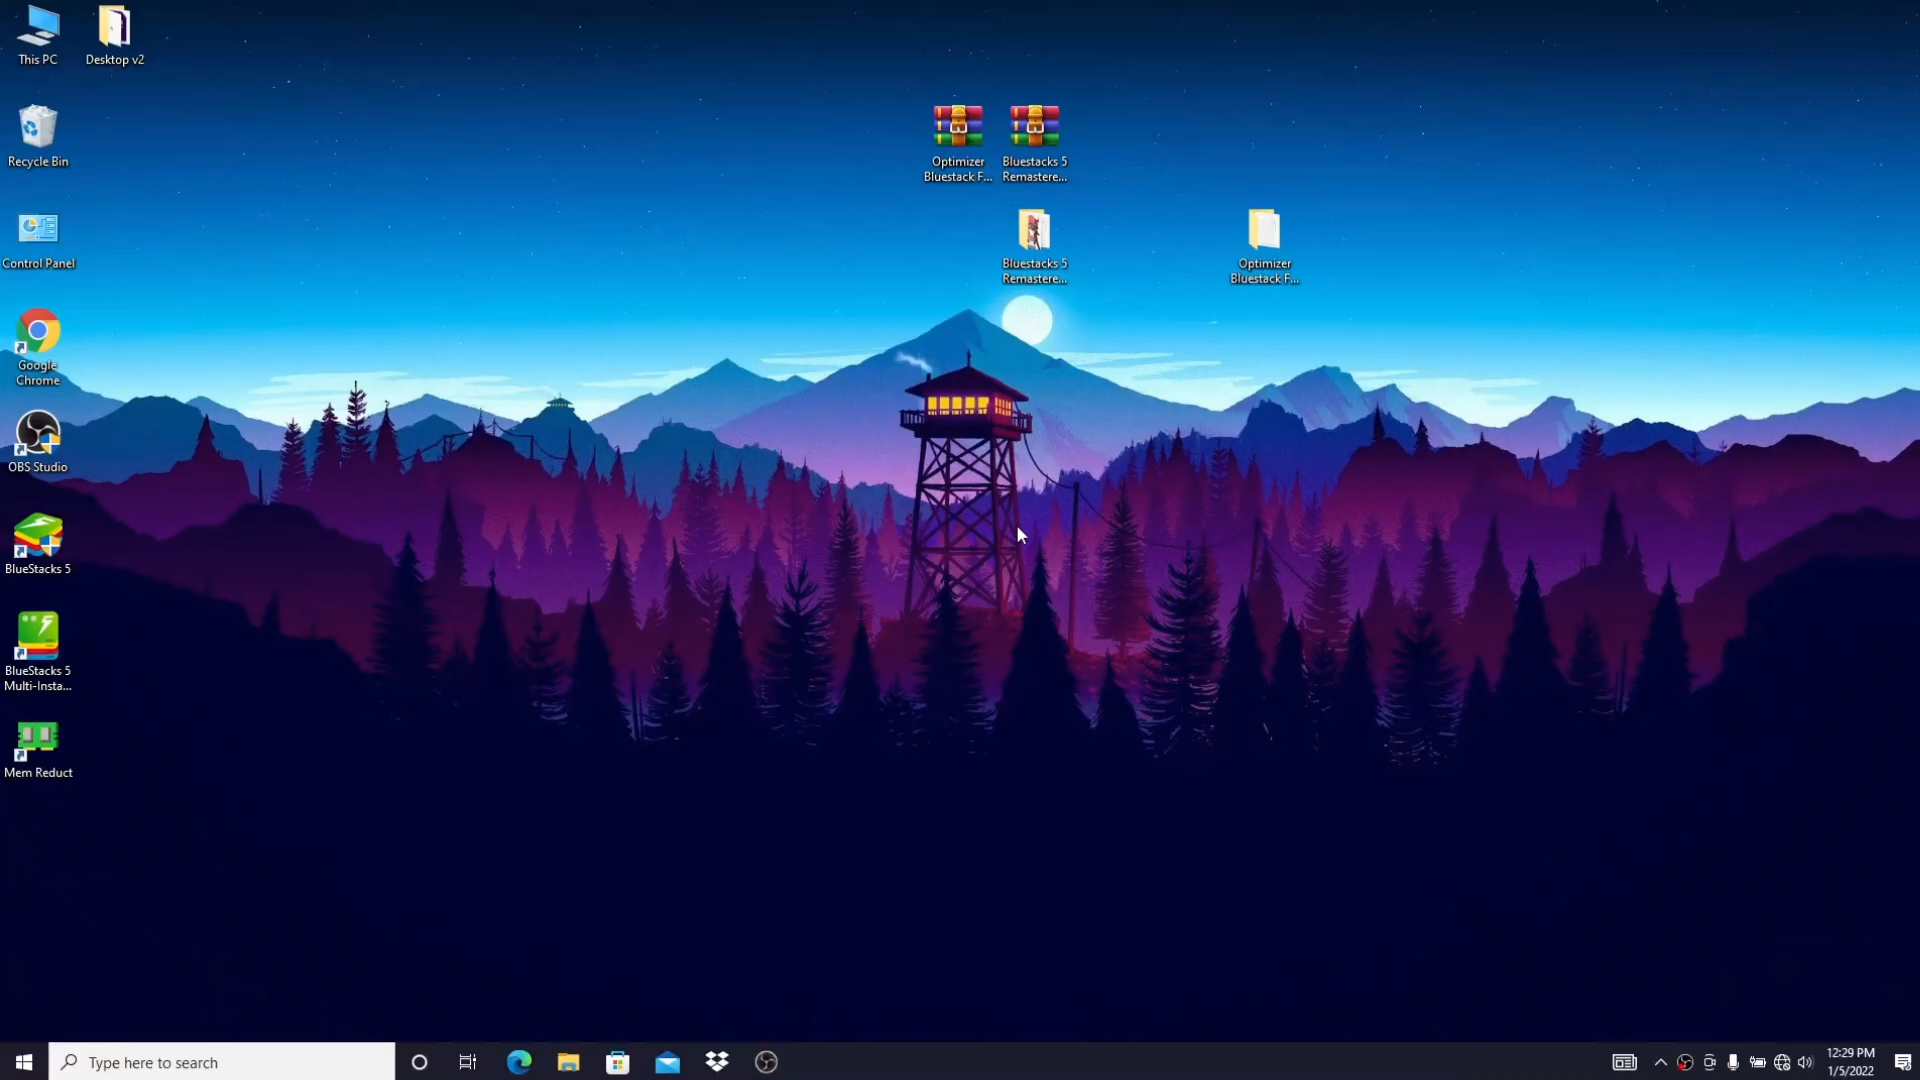 This PC
Desktop v2
Recycle Bin
Control Panel
Google
Chrome
OBS Studio
BlueStacks 5
BlueStacks 5
Multi-Insta...
Mem Reduct
Optimizer
Bluestack F...
Bluestacks 5
Remastere...
Bluestacks 5
Remastere...
Optimizer
Bluestack F...
Type here to search
12:29 PM
1/5/2022